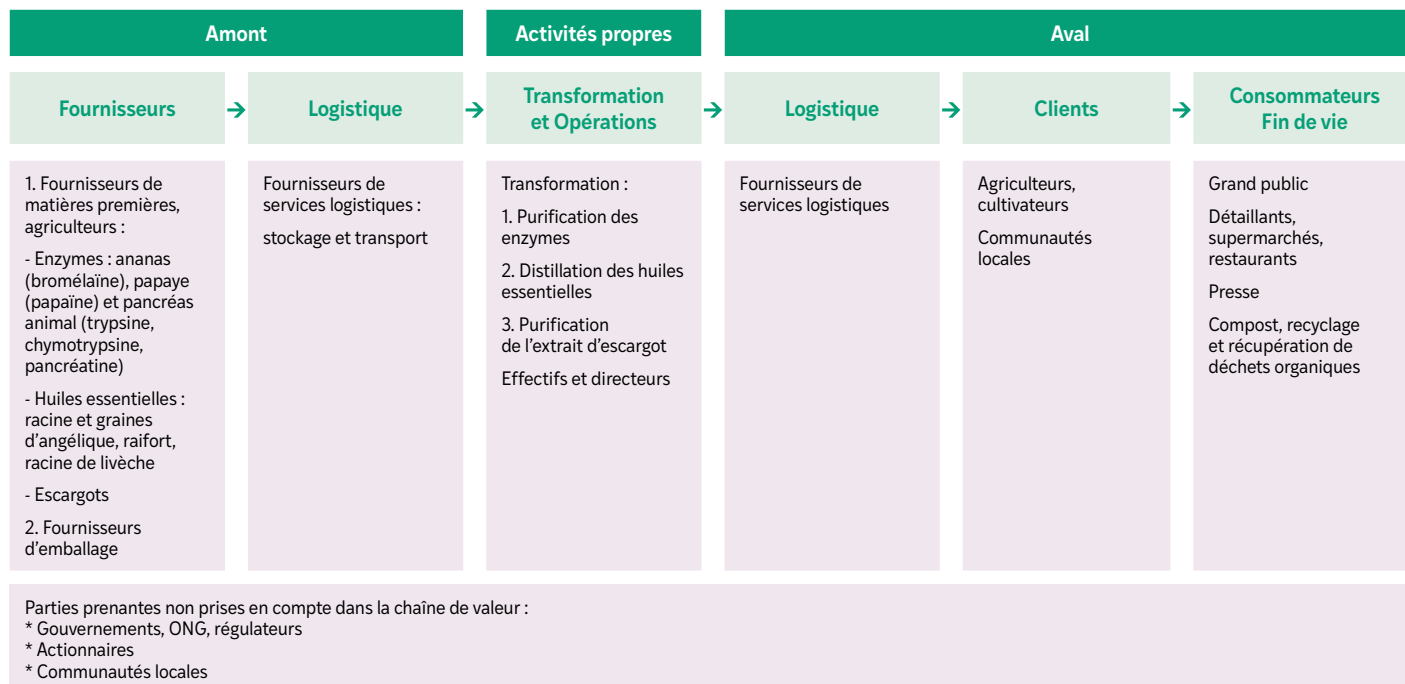 Amont
Activités propres
Aval
Fournisseurs
Logistique
Transformation
et Opérations
Logistique
Clients
Consommateurs
Fin de vie
1. Fournisseurs de
matières premières,
agriculteurs :
- Enzymes : ananas
(bromélaïne), papaye
(papaïne) et pancréas
animal (trypsine,
chymotrypsine,
pancréatine)
- Huiles essentielles :
racine et graines
d’angélique, raifort,
racine de livèche
- Escargots
2. Fournisseurs
d’emballage
Fournisseurs de
services logistiques :
stockage et transport
Transformation :
1. Purification des
enzymes
2. Distillation des huiles
essentielles
3. Purification
de l’extrait d’escargot
Effectifs et directeurs
Fournisseurs de
services logistiques
Agriculteurs,
cultivateurs
Communautés
locales
Grand public
Détaillants,
supermarchés,
restaurants
Presse
Compost, recyclage
et récupération de
déchets organiques
Parties prenantes non prises en compte dans la chaîne de valeur :
* Gouvernements, ONG, régulateurs
* Actionnaires
* Communautés locales